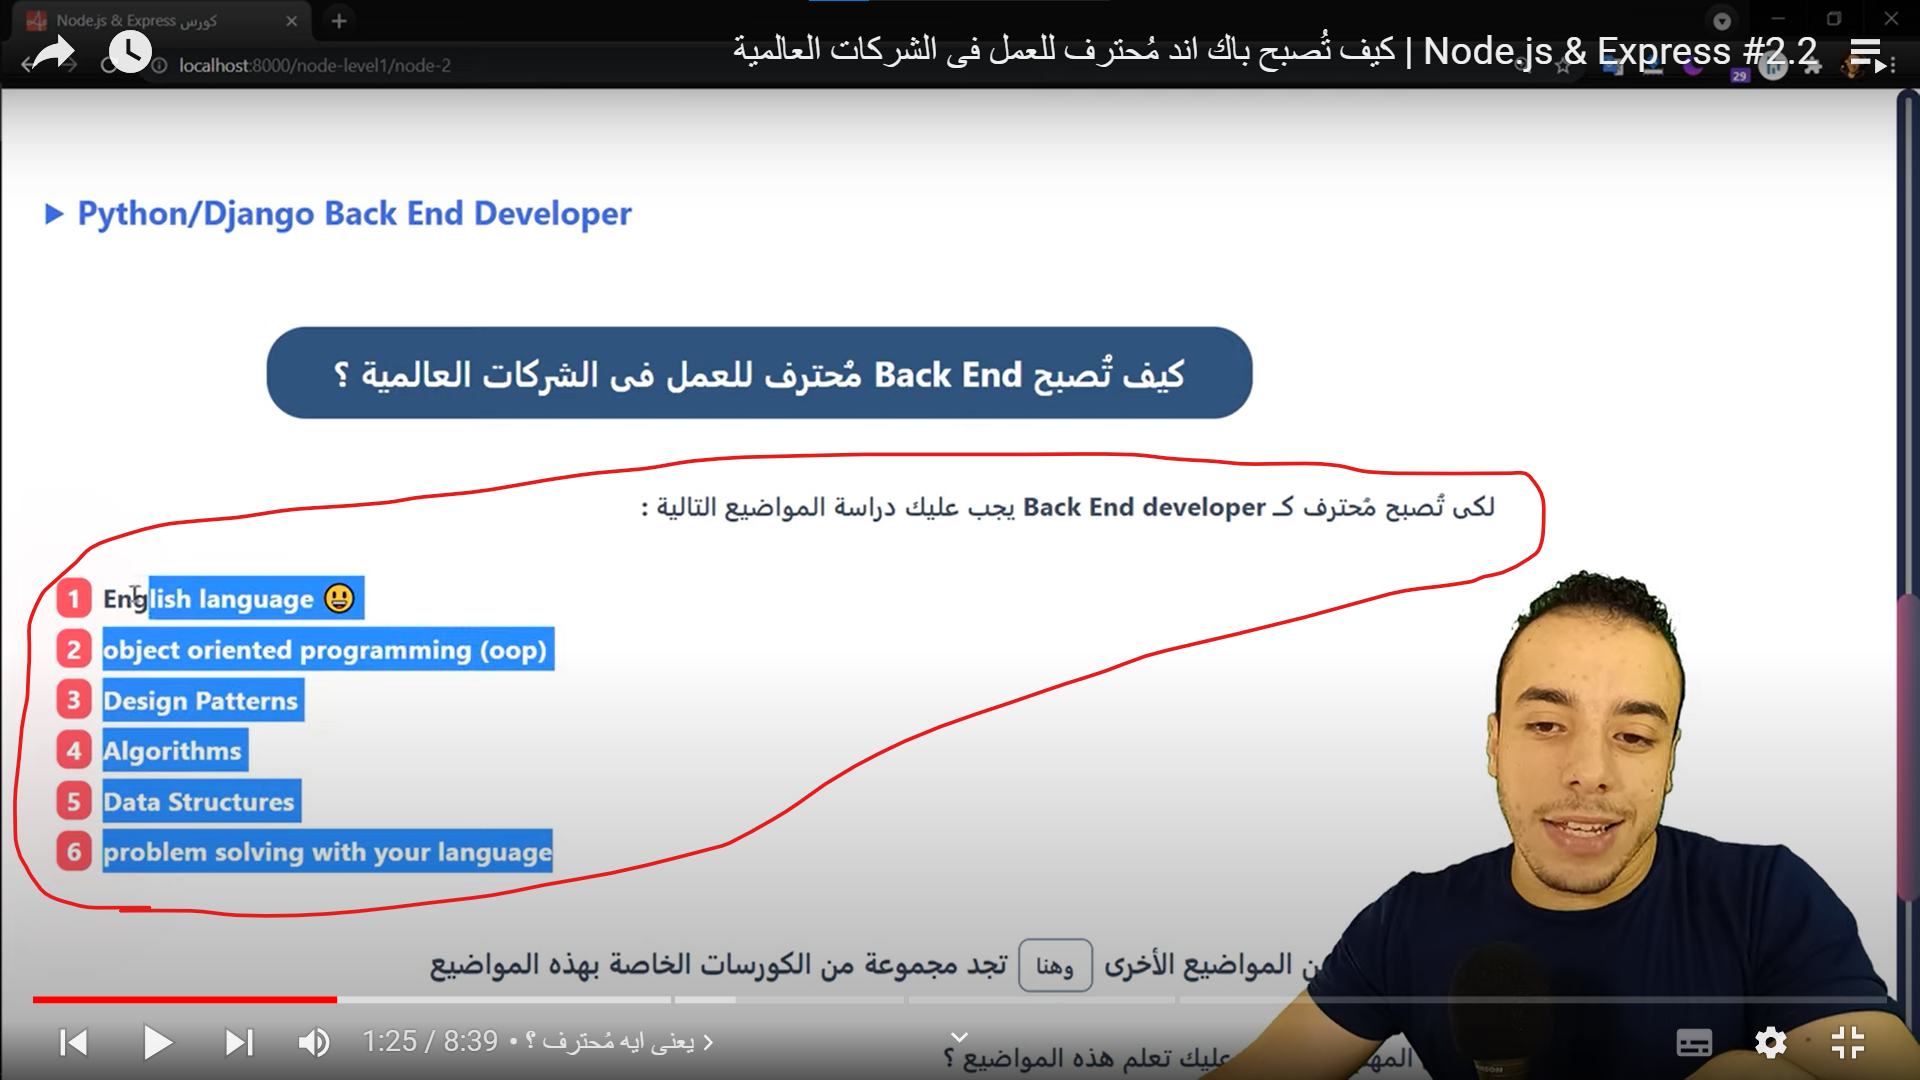 Node.js & Express كورس
localhost:8000/node-level1/node-2
كيف تُصبح باك اند مُحترف للعمل فى الشركات العالمية | Node.js & Express #2.2
29
Python/Django Back End Developer
كيف تُصبح Back End مُحترف للعمل فى الشركات العالمية ؟
لكى تُصبح مُحترف كـ Back End developer يجب عليك دراسة المواضيع التالية :
1 English language 😃
2 object oriented programming (oop)
3 Design Patterns
4 Algorithms
5 Data Structures
6 problem solving with your language
المواضيع الأخرى وهنا تجد مجموعة من الكورسات الخاصة بهذه المواضيع
1:25 / 8:39 • يعنى ايه مُحترف ؟
عليك تعلم هذه المواضيع ؟